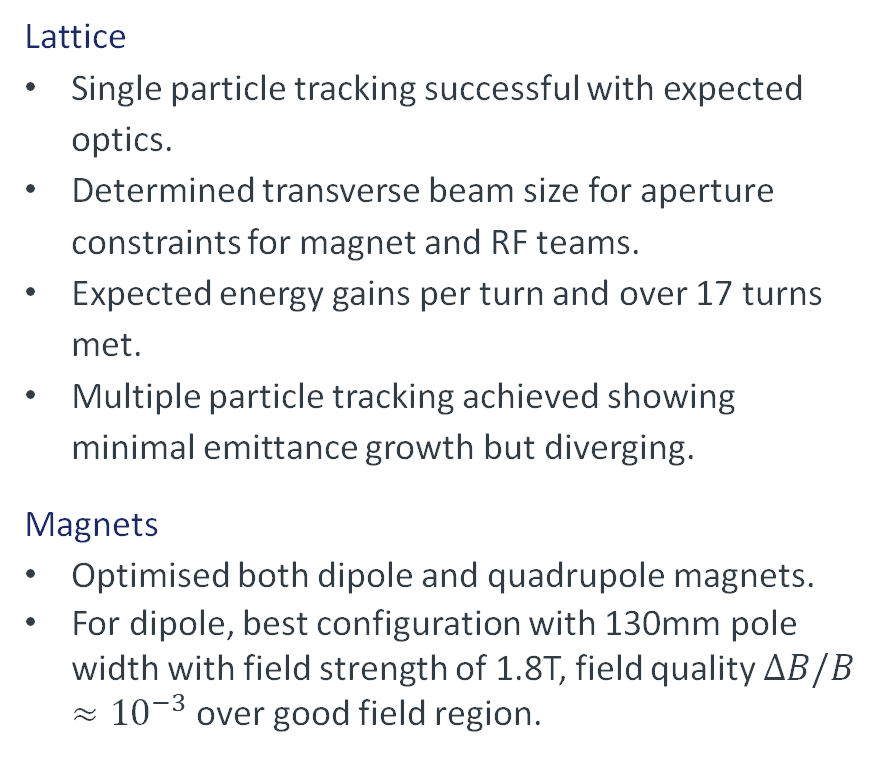 Lattice
• Single particle tracking successful with expected
optics.
• Determined transverse beam size for aperture
constraints for magnet and RF teams.
• Expected energy gains per turn and over 17 turns
met.
• Multiple particle tracking achieved showing
minimal emittance growth but diverging.
Magnets
• Optimised both dipole and quadrupole magnets.
• For dipole, best configuration with 130mm pole
width with field strength of 1.8T, field quality ΔB/B
≈ 10⁻³ over good field region.